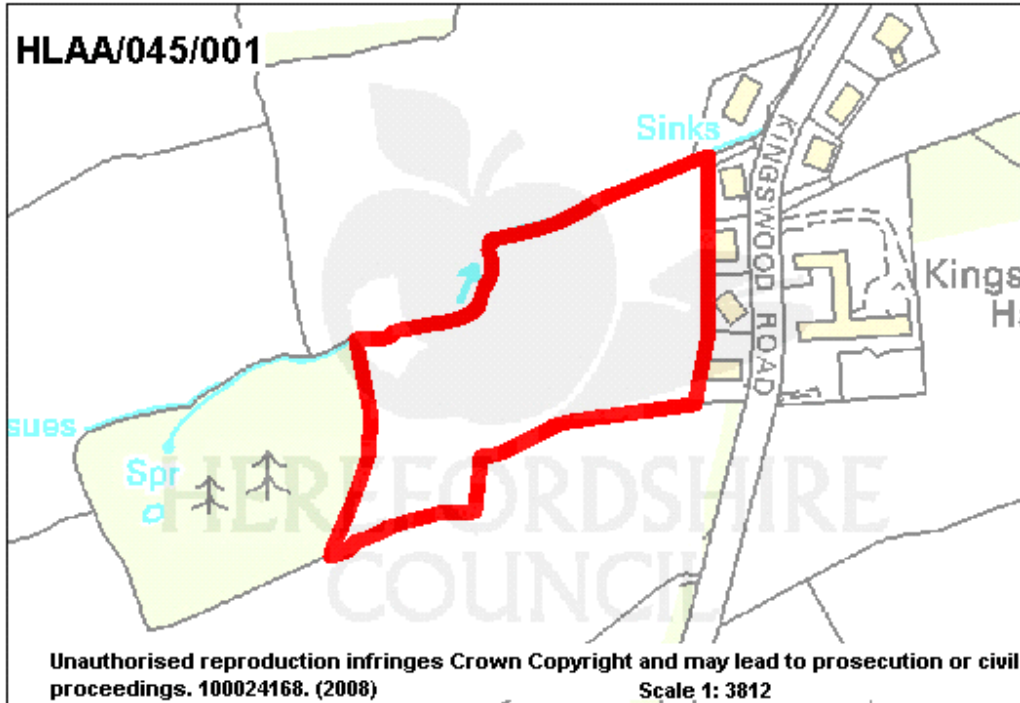 HLAA/045/001
Sinks
KINGSWOOD ROAD
Kings
Ha
sues
Spr
HEREFORDSHIRE
COUNCIL
Unauthorised reproduction infringes Crown Copyright and may lead to prosecution or civil
proceedings. 100024168. (2008) Scale 1: 3812